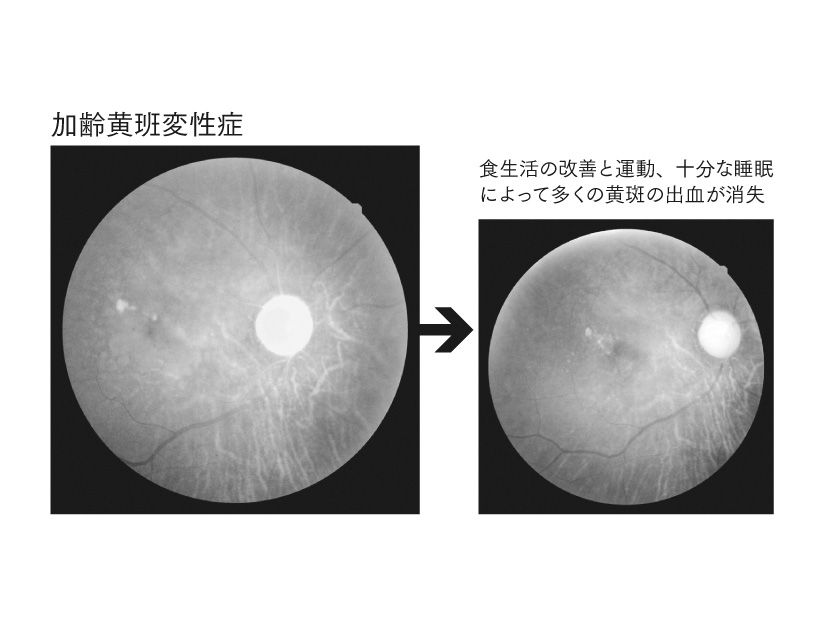 加齢黄班変性症
食生活の改善と運動、十分な睡眠
によって多くの黄斑の出血が消失